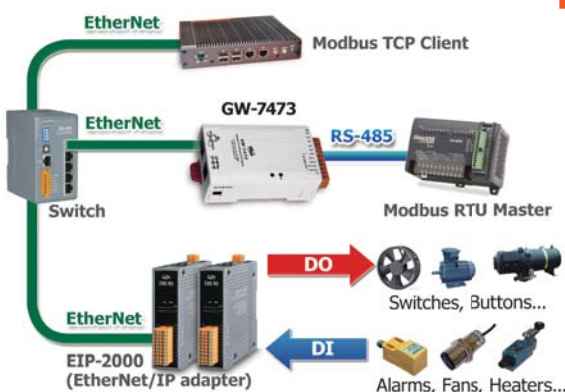 EtherNet
Modbus TCP Client
GW-7473
EtherNet
RS-485
Switch
Modbus RTU Master
DO
Switches, Buttons...
EtherNet
DI
EIP-2000
(EtherNet/IP adapter)
Alarms, Fans, Heaters...